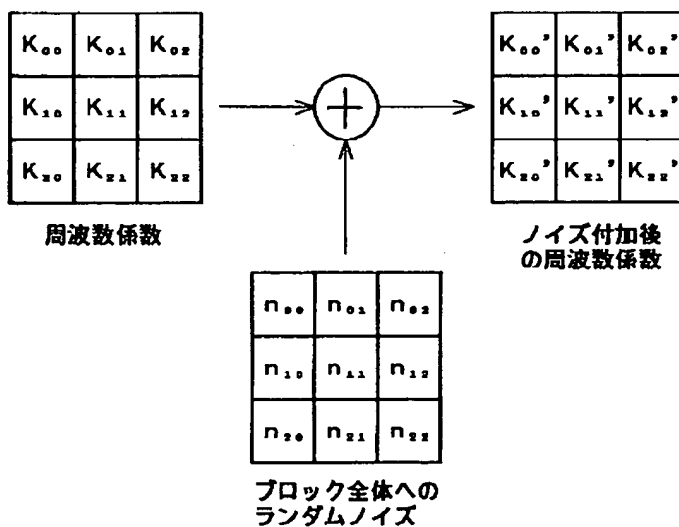 K₀₀ K₀₁ K₀₂
K₁₀ K₁₁ K₁₂
K₂₀ K₂₁ K₂₂
周波数係数
K₀₀’ K₀₁’ K₀₂’
K₁₀’ K₁₁’ K₁₂’
K₂₀’ K₂₁’ K₂₂’
ノイズ付加後
の周波数係数
n₀₀ n₀₁ n₀₂
n₁₀ n₁₁ n₁₂
n₂₀ n₂₁ n₂₂
ブロック全体への
ランダムノイズ